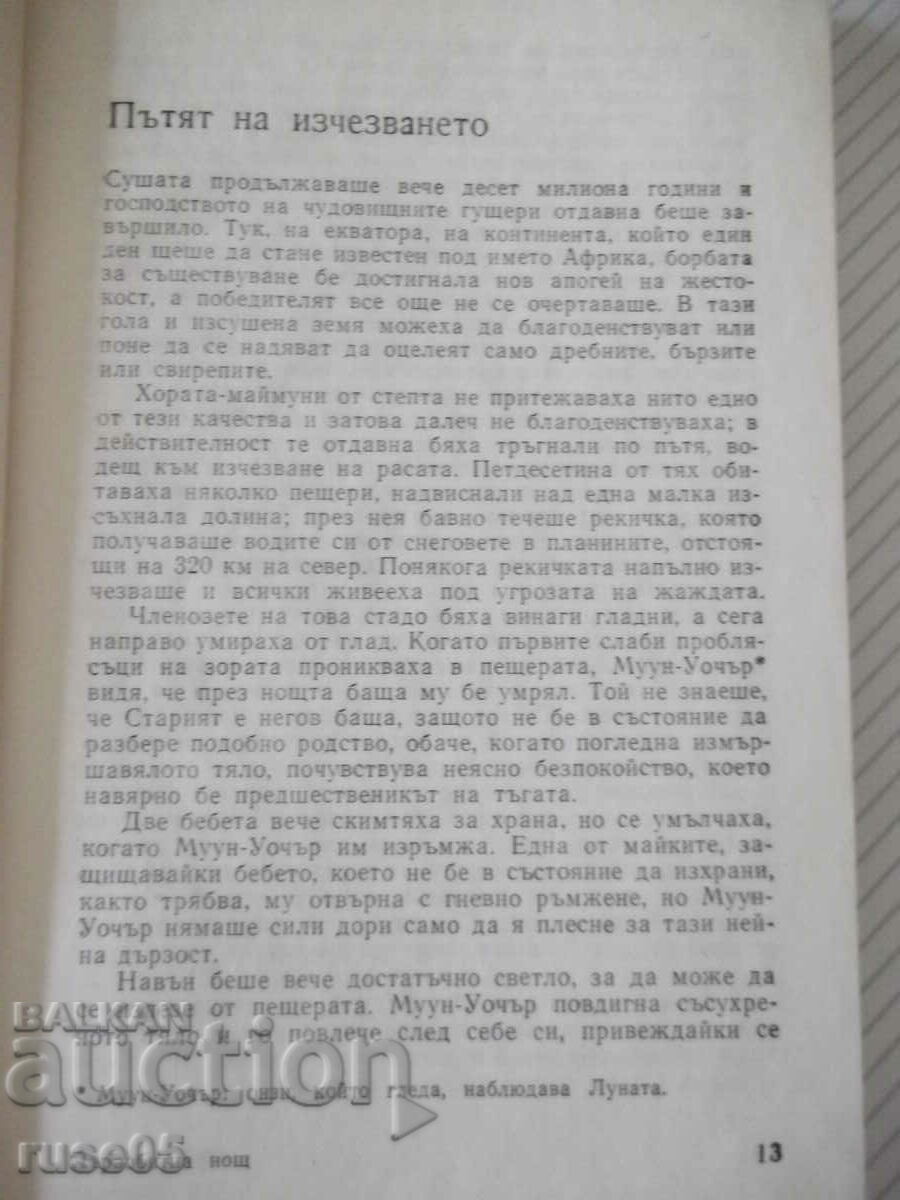 Пътят на изчезването
Сушата продължаваше вече десет милиона години и
господството на чудовищните гущери отдавна беше за-
вършило. Тук, на екватора, на континента, който един
ден щеше да стане известен под името Африка, борбата
за съществуване бе достигнала нов апогей на жесто-
кост, а победителят все още не се очертаваше. В тази
гола и изсушена земя можеха да благоденствуват или
поне да се надяват да оцелеят само дребните, бързите
или свирепите.
Хората-маймуни от степта не притежаваха нито едно
от тези качества и затова далеч не благоденствуваха; в
действителност те отдавна бяха тръгнали по пътя, во-
дещ към изчезване на расата. Петдесетина от тях оби-
таваха няколко пещери, надвиснали над една малка из-
съхнала долина; през нея бавно течеше рекичка, която
получаваше водите си от снеговете в планините, отстоя-
щи на 320 км на север. Понякога рекичката напълно из-
чезваше и всички живееха под угрозата на жаждата.
Членозете на това стадо бяха винаги гладни, а сега
направо умираха от глад. Когато първите слаби пробля-
съци на зората проникваха в пещерата, Муун-Уочър*
видя, че през нощта баща му бе умрял. Той не знаеше,
че Старият е негов баща, защото не бе в състояние да
разбере подобно родство, обаче, когато погледна измър-
шавялото тяло, почувствува неясно безпокойство, което
навярно бе предшественикът на тъгата.
Две бебета вече скимтяха за храна, но се умълчаха,
когато Муун-Уочър им изръмжа. Една от майките, за-
щищавайки бебето, което не бе в състояние да изхрани,
както трябва, му отвърна с гневно ръмжене, но Муун-
Уочър нямаше сили дори само да я плесне за тази ней-
на дързост.
Навън беше вече достатъчно светло, за да може да
се излезе от пещерата. Муун-Уочър повдигна съсухре-
ното тяло и го повлече след себе си, привеждайки се
* Муун-Уочър: който гледа, наблюдава Луната.
нощ
13
BALKAN
auction
ruse05